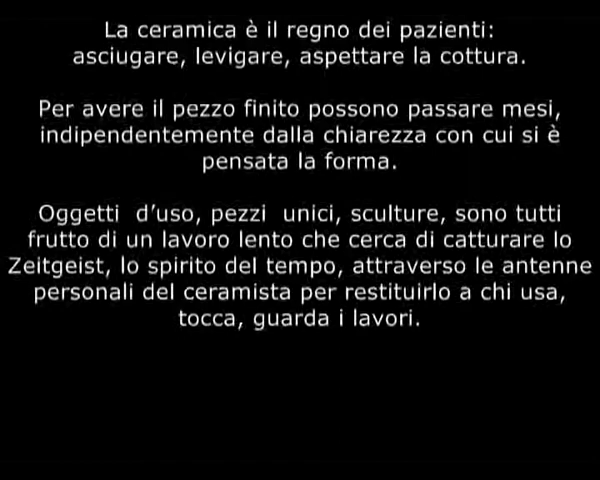 La ceramica è il regno dei pazienti:
asciugare, levigare, aspettare la cottura.
Per avere il pezzo finito possono passare mesi,
indipendentemente dalla chiarezza con cui si è
pensata la forma.
Oggetti d'uso, pezzi unici, sculture, sono tutti
frutto di un lavoro lento che cerca di catturare lo
Zeitgeist, lo spirito del tempo, attraverso le antenne
personali del ceramista per restituirlo a chi usa,
tocca, guarda i lavori.